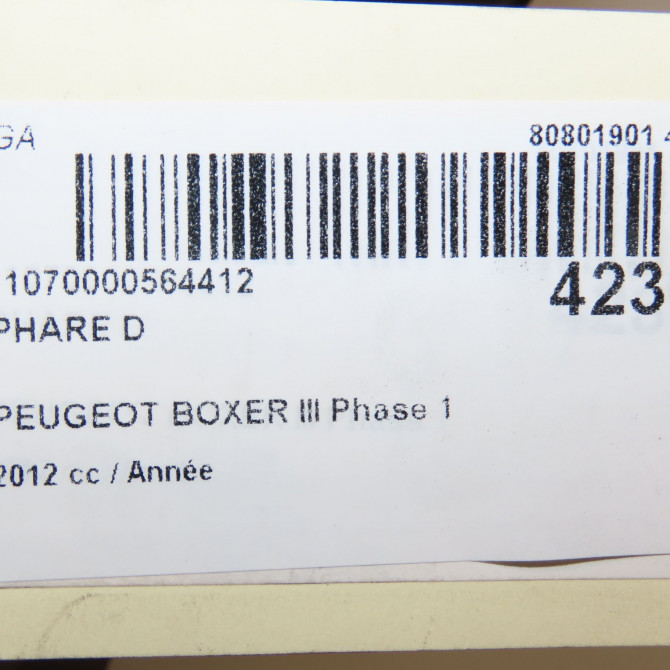 GA
80801901 4
1070000564412
423
PHARE D
PEUGEOT BOXER III Phase 1
2012 cc / Année